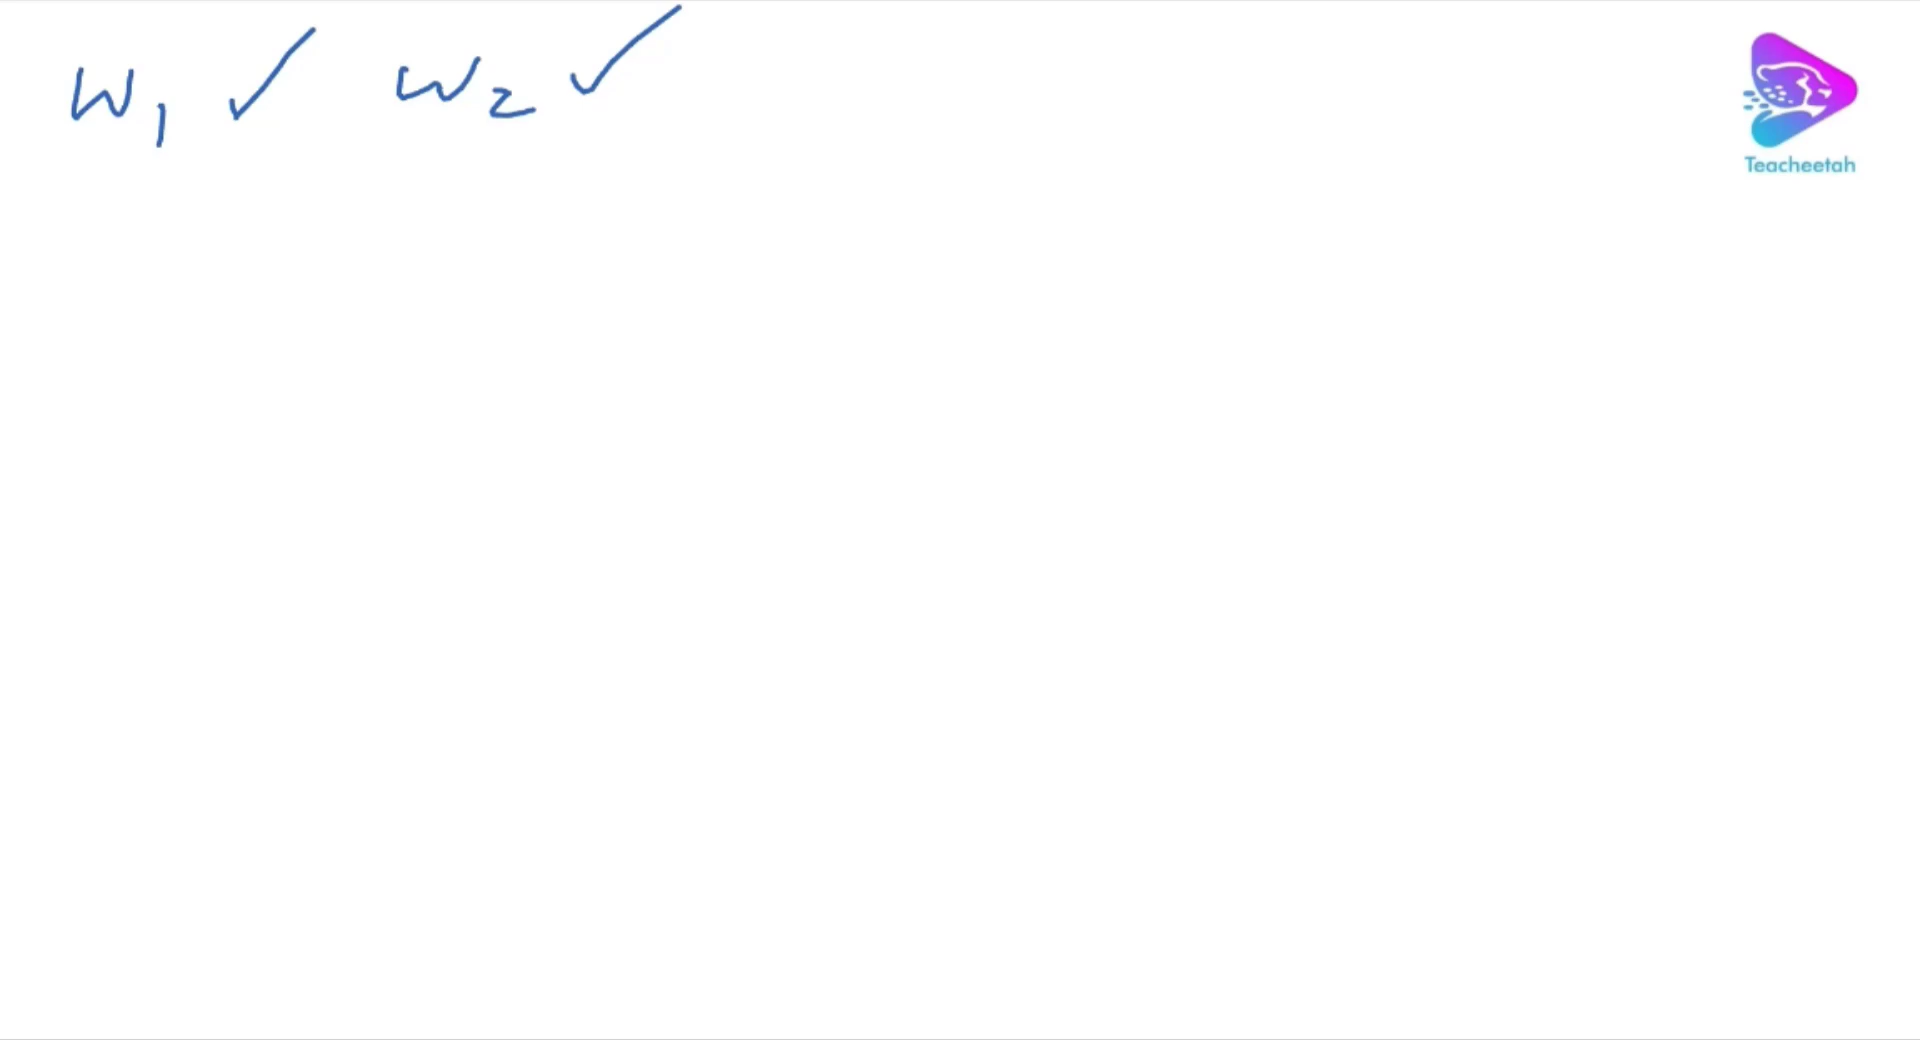 W₁ ✓ W₂ ✓
Teacheetah